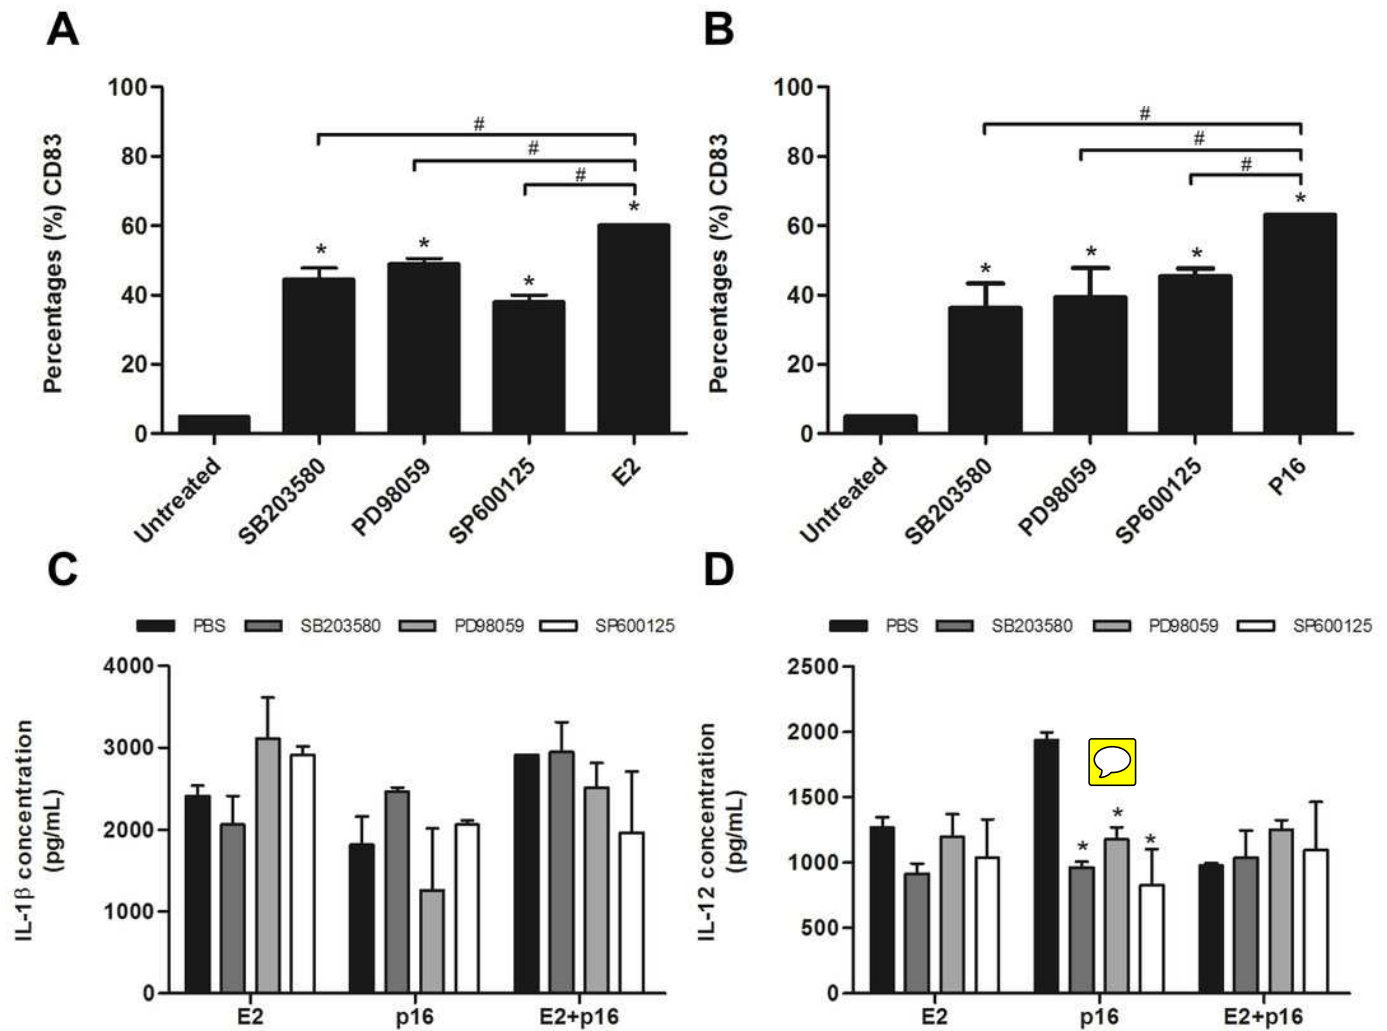 A
Percentages (%) CD83
100
80
60
40
20
0
#
#
#
*
*
*
*
Untreated
SB203580
PD98059
SP600125
E2
B
Percentages (%) CD83
100
80
60
40
20
0
#
#
#
*
*
*
*
Untreated
SB203580
PD98059
SP600125
P16
C
PBS SB203580 PD98059 SP600125
IL-1β concentration
(pg/mL)
4000
3000
2000
1000
0
E2 p16 E2+p16
D
PBS SB203580 PD98059 SP600125
IL-12 concentration
(pg/mL)
2500
2000
1500
1000
500
0
* * *
E2 p16 E2+p16